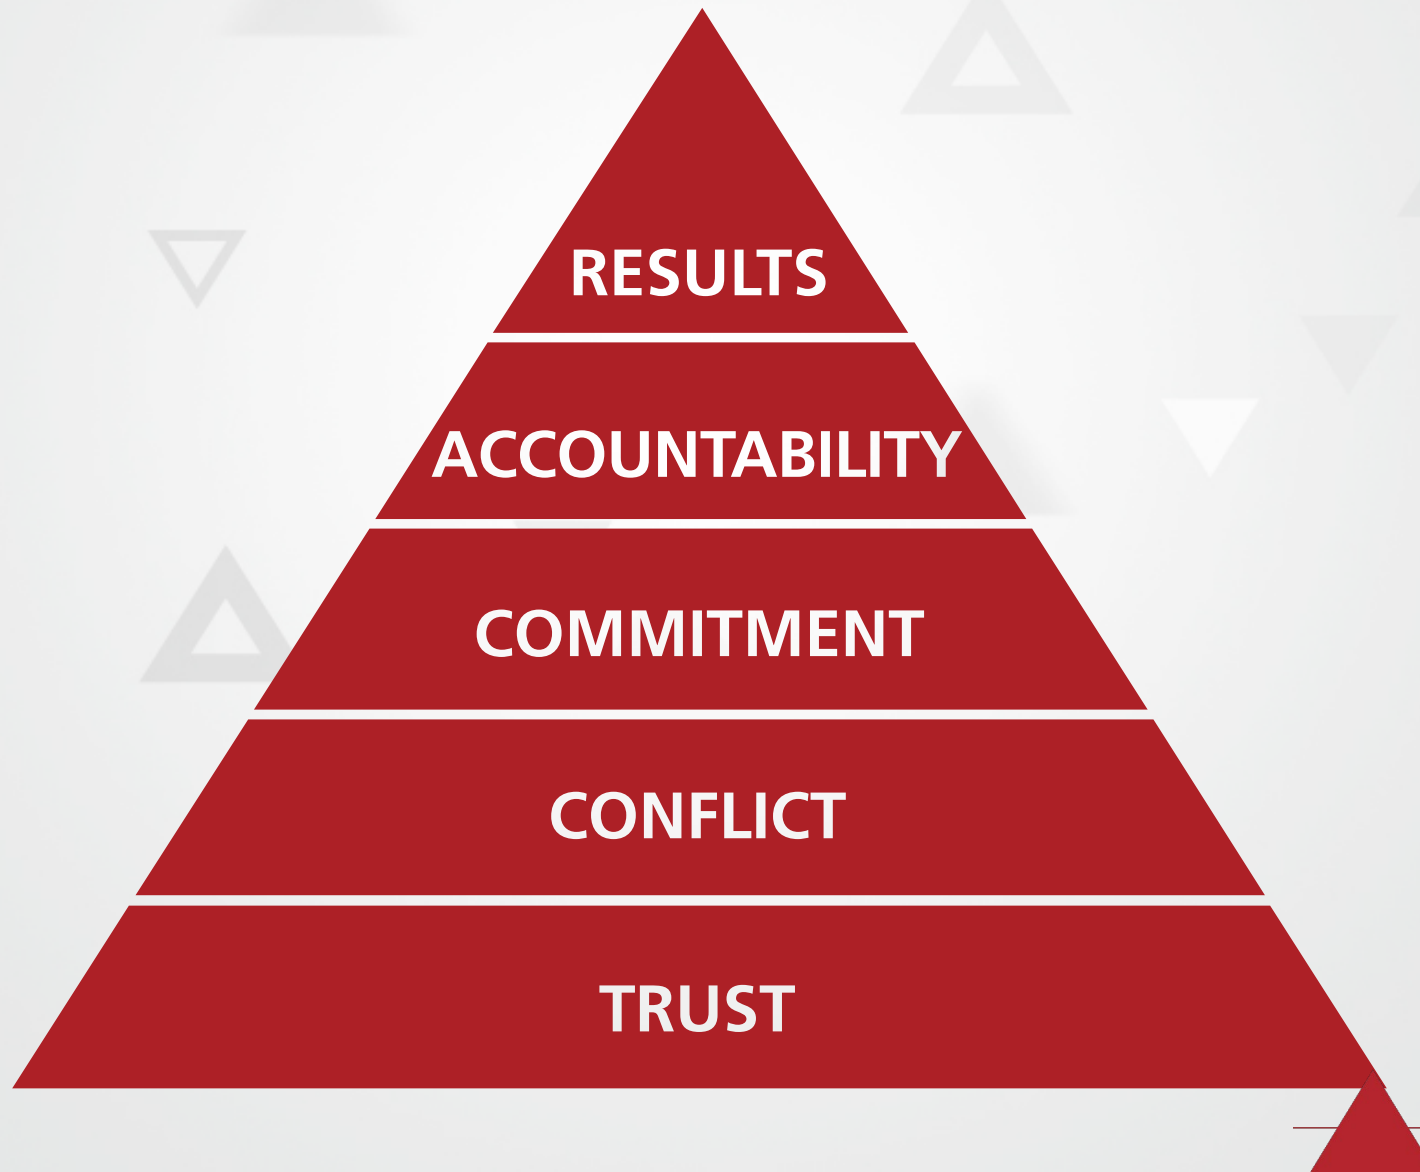 RESULTS
ACCOUNTABILITY
COMMITMENT
CONFLICT
TRUST